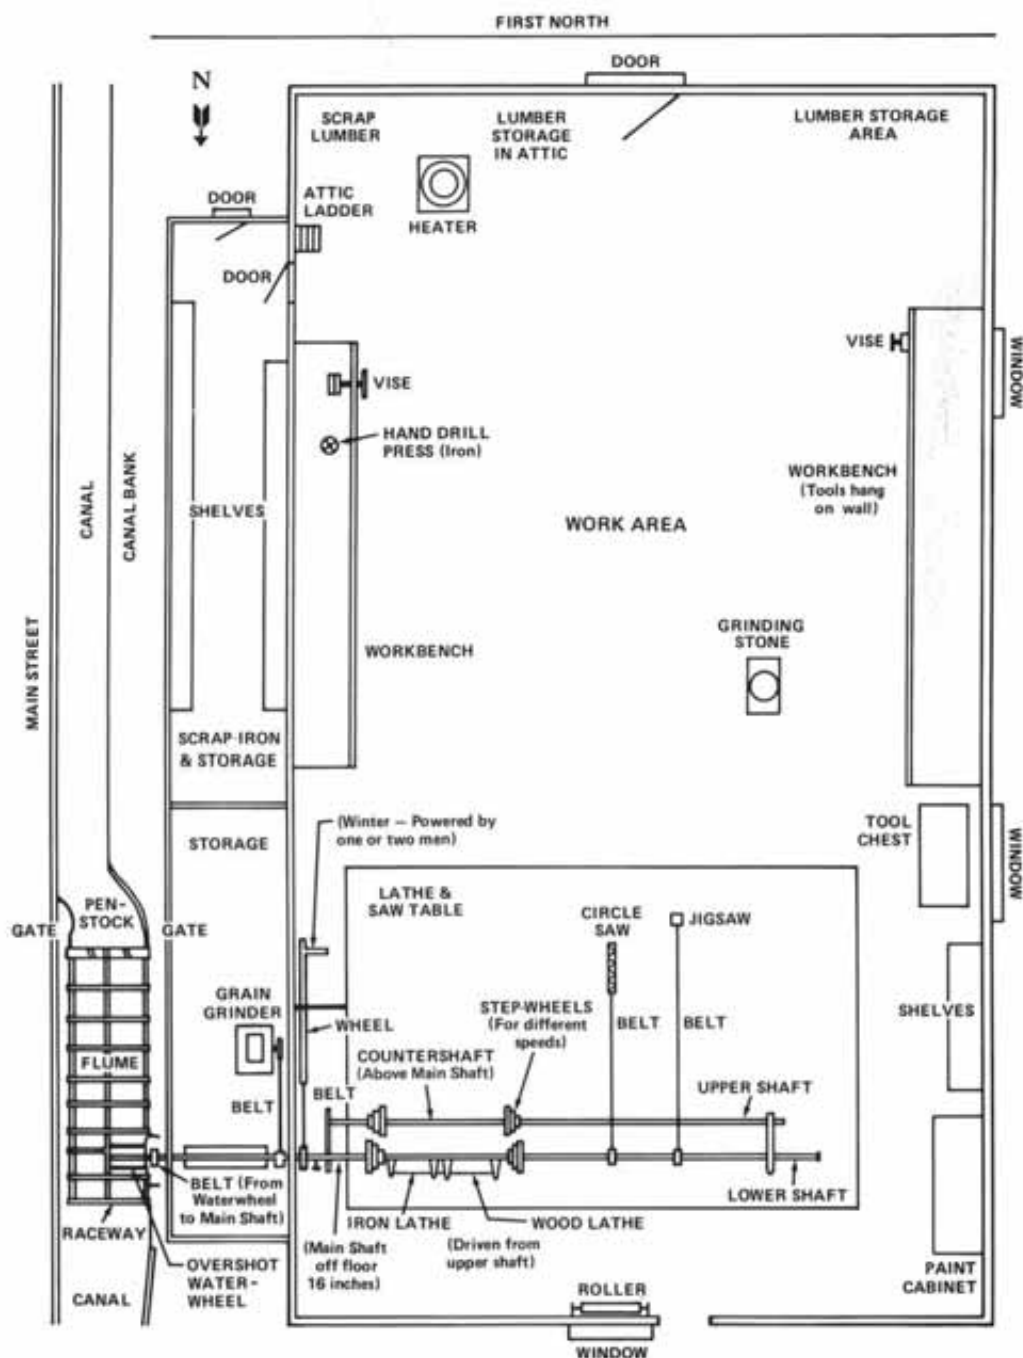 FIRST NORTH
DOOR
N
SCRAP
LUMBER
LUMBER
STORAGE
IN ATTIC
LUMBER STORAGE
AREA
DOOR
ATTIC
LADDER
HEATER
DOOR
VISE
VISE
WINDOW
HAND DRILL
PRESS (Iron)
WORKBENCH
(Tools hang
on wall)
CANAL
CANAL BANK
SHELVES
WORK AREA
MAIN STREET
GRINDING
STONE
WORKBENCH
SCRAP-IRON
& STORAGE
STORAGE
(Winter — Powered by
one or two men)
TOOL
CHEST
WINDOW
LATHE &
SAW TABLE
CIRCLE
SAW
JIGSAW
PEN-
STOCK
GATE
GATE
GRAIN
GRINDER
WHEEL
STEP-WHEELS
(For different
speeds)
BELT
BELT
SHELVES
FLUME
COUNTERSHAFT
(Above Main Shaft)
BELT
BELT
UPPER SHAFT
BELT (From
Waterwheel
to Main Shaft)
LOWER SHAFT
RACEWAY
IRON LATHE
WOOD LATHE
(Main Shaft
off floor
16 inches)
(Driven from
upper shaft)
OVERSHOT
WATER-
WHEEL
CANAL
PAINT
CABINET
ROLLER
WINDOW